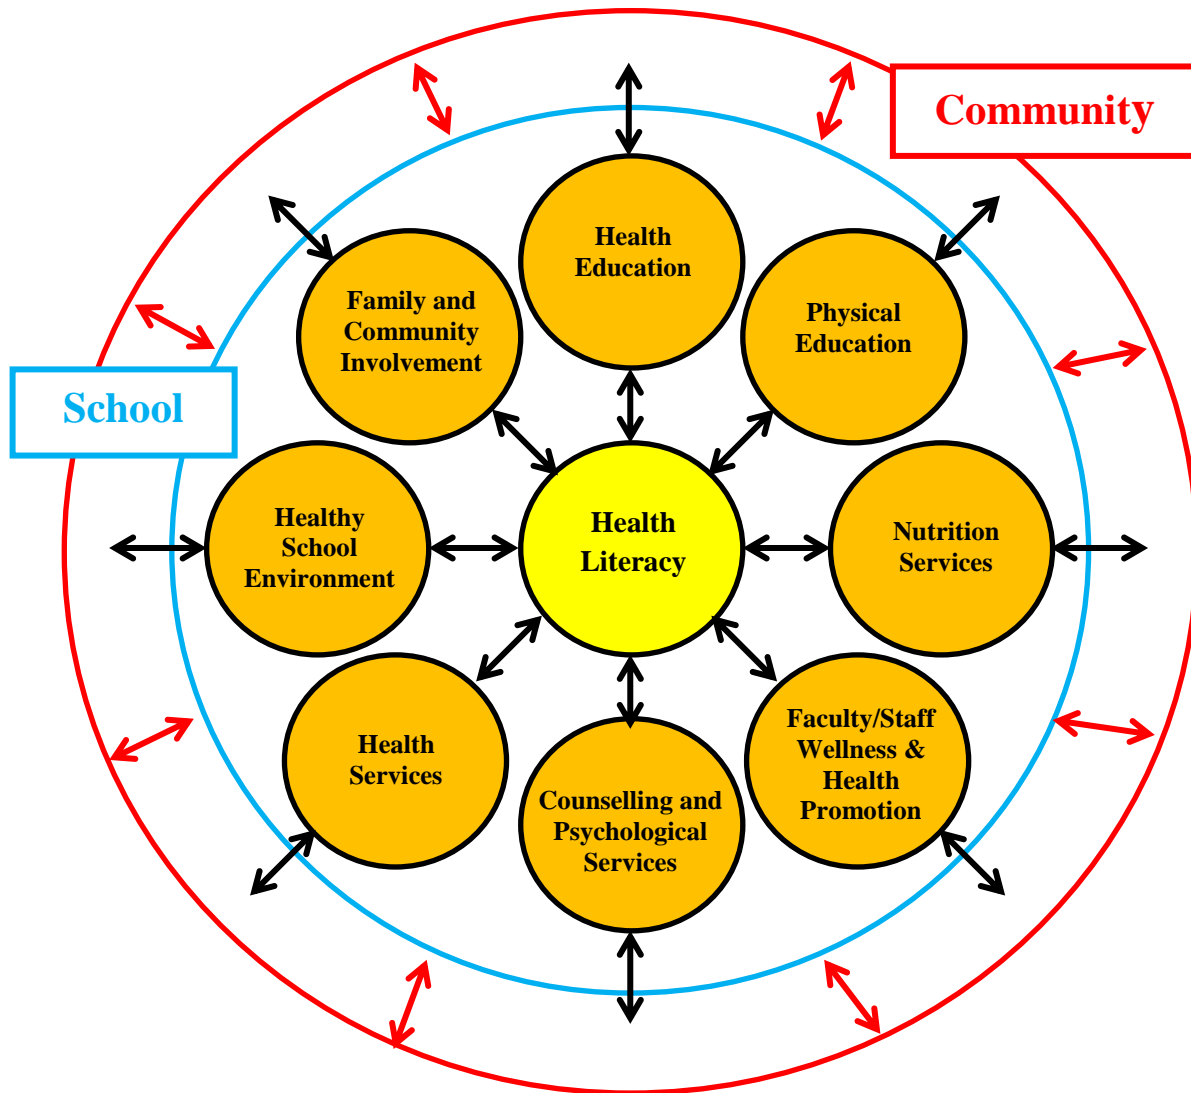 Community
Health
Education
Family and
Community
Involvement
Physical
Education
School
Healthy
School
Environment
Health
Literacy
Nutrition
Services
Health
Services
Faculty/Staff
Wellness &
Health
Promotion
Counselling and
Psychological
Services